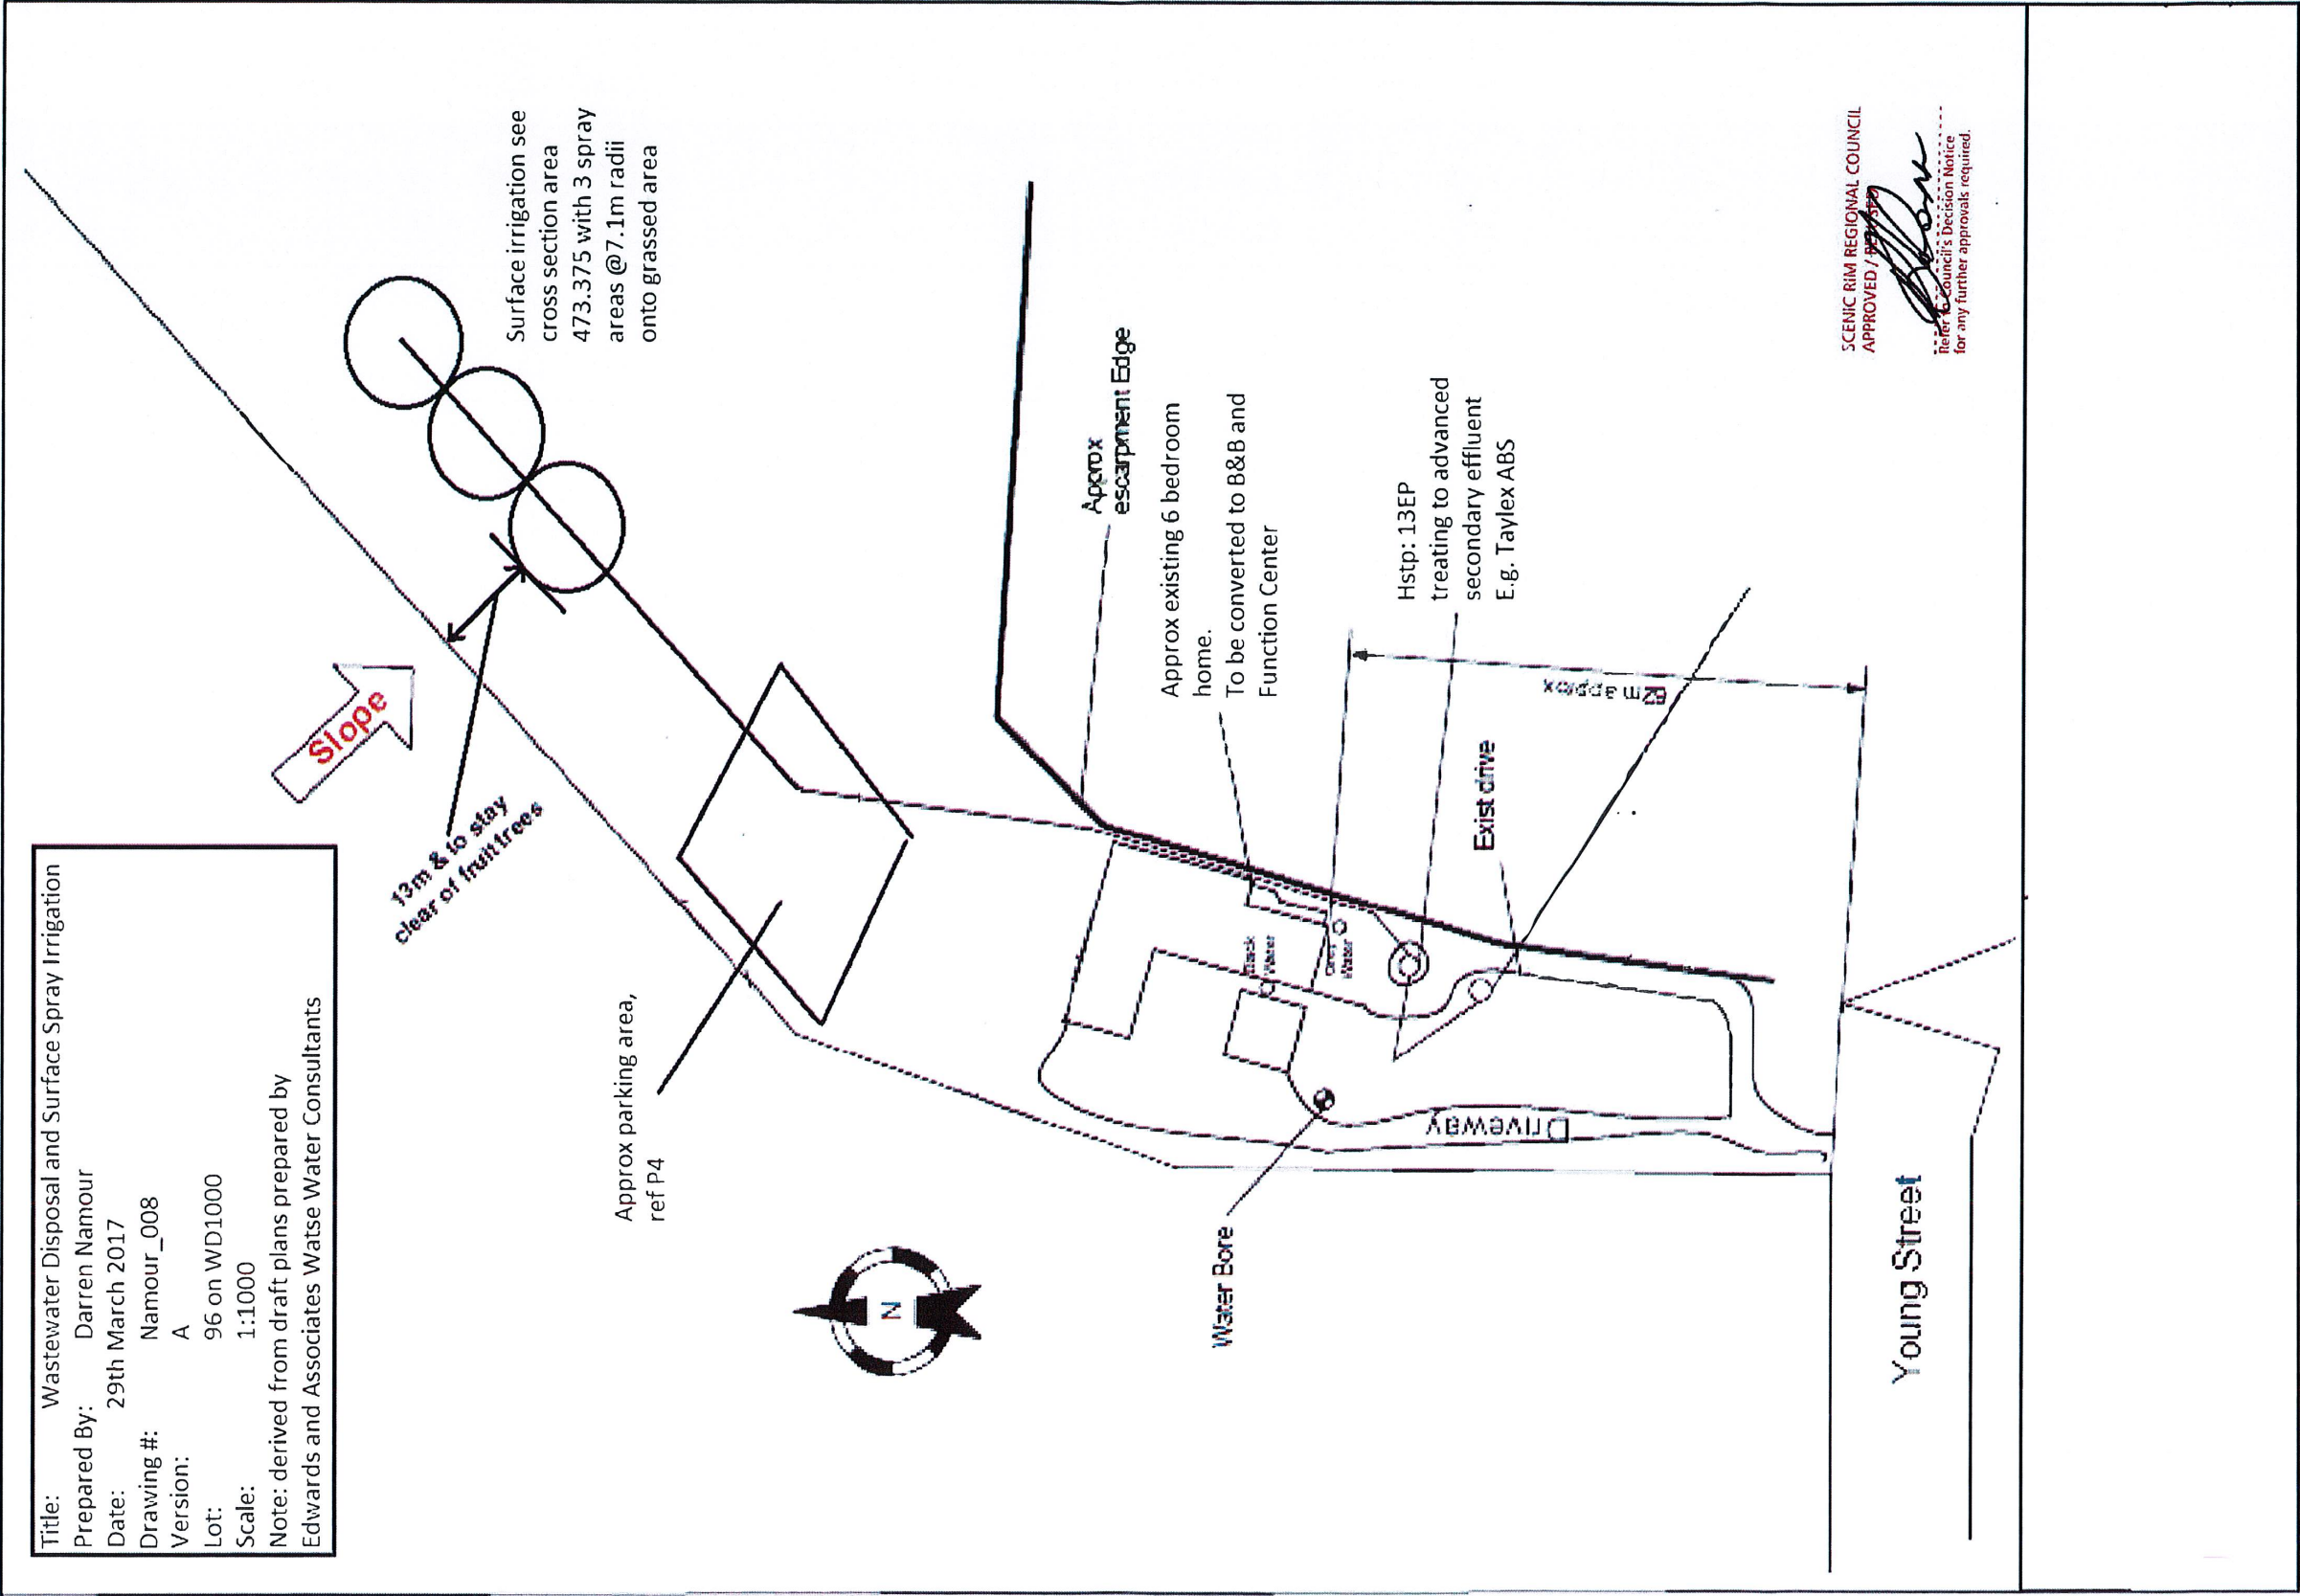 Title: Wastewater Disposal and Surface Spray Irrigation
Prepared By: Darren Namour
Date: 29th March 2017
Drawing #: Namour_008
Version: A
Lot: 96 on WD1000
Scale: 1:1000
Note: derived from draft plans prepared by
Edwards and Associates Watse Water Consultants
Slope
13m & to stay
clear of fruit trees
Surface irrigation see
cross section area
473.375 with 3 spray
areas @7.1m radii
onto grassed area
Approx parking area,
ref P4
N
Approx
escarpment Edge
Approx existing 6 bedroom
home.
To be converted to B&B and
Function Center
Hstp: 13EP
treating to advanced
secondary effluent
E.g. Taylex ABS
Water
Water
m approx
Exist drive
Driveway
Water Bore
Young Street
SCENIC RIM REGIONAL COUNCIL
APPROVED / REFUSED
Refer to Council's Decision Notice
for any further approvals required.